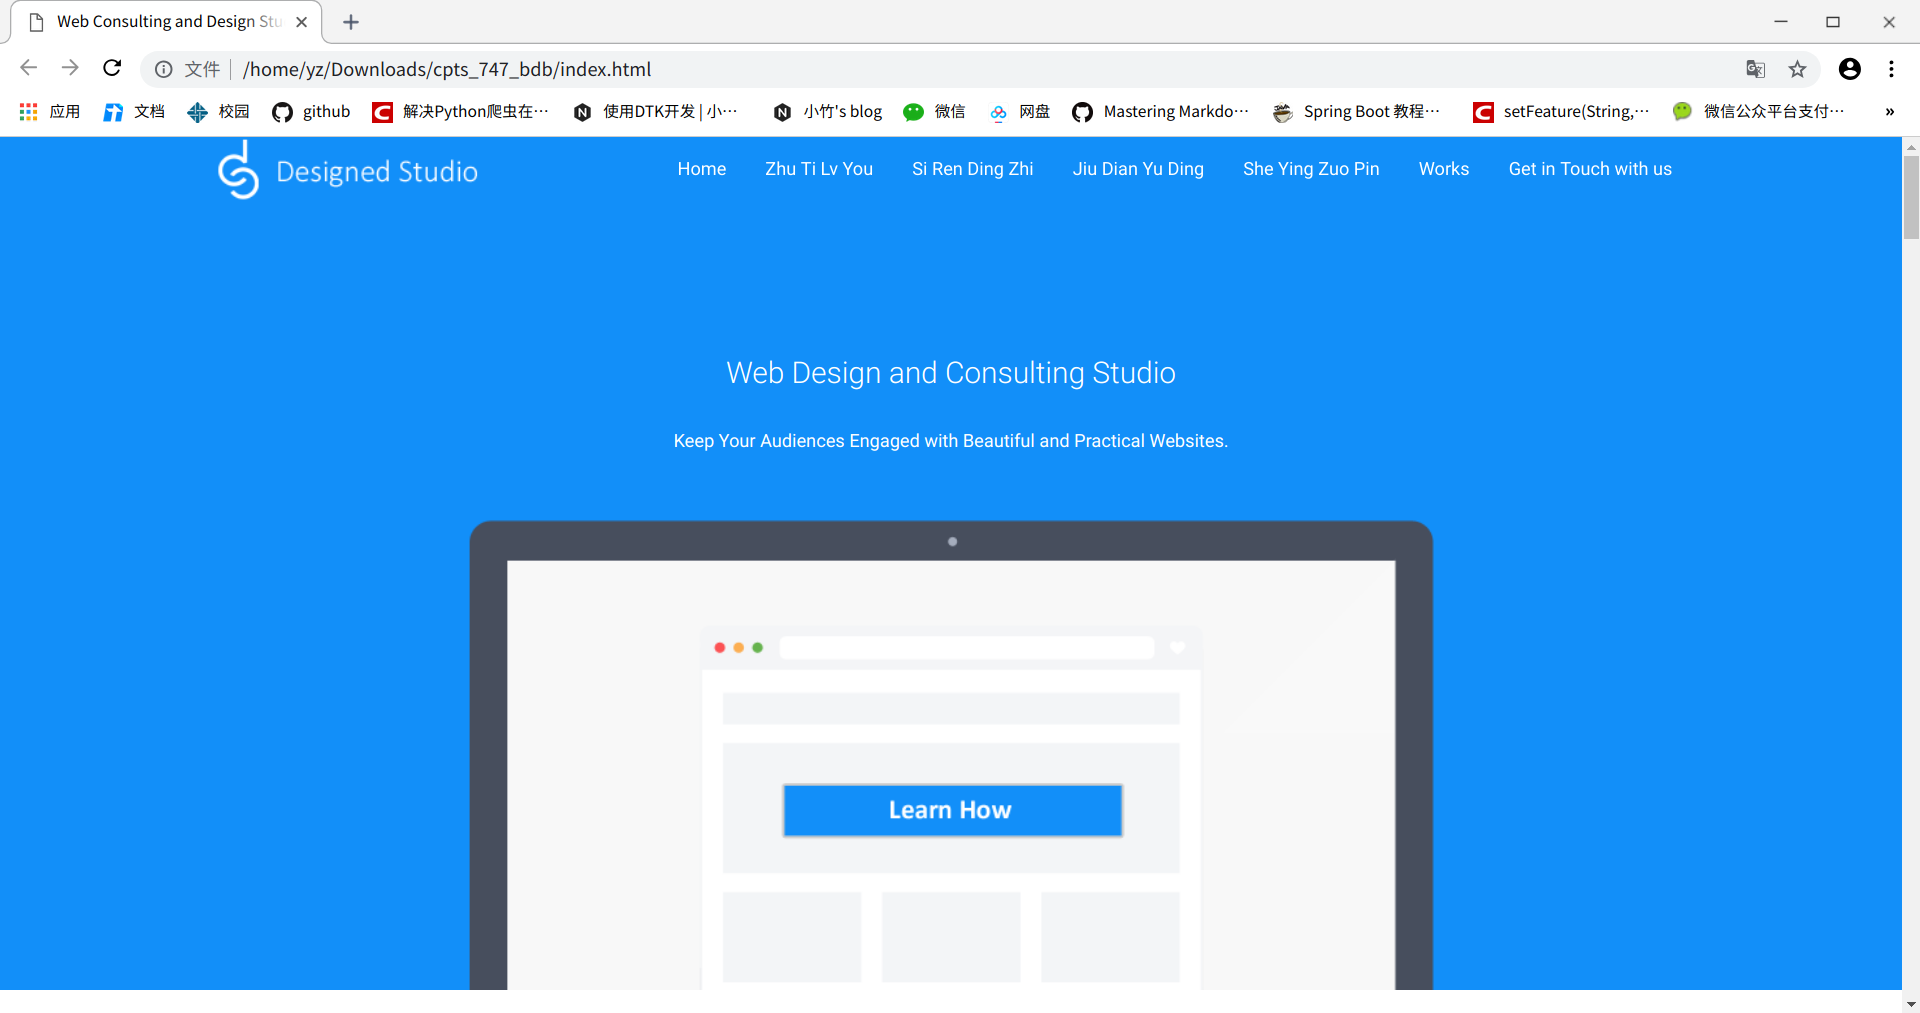 Web Consulting and Design Stu
文件 /home/yz/Downloads/cpts_747_bdb/index.html
应用 文档 校园 github 解决Python爬虫在… 使用DTK开发 | 小… 小竹's blog 微信 网盘 Mastering Markdo… Spring Boot 教程… setFeature(String,… 微信公众平台支付… »
Designed Studio Home Zhu Ti Lv You Si Ren Ding Zhi Jiu Dian Yu Ding She Ying Zuo Pin Works Get in Touch with us
Web Design and Consulting Studio
Keep Your Audiences Engaged with Beautiful and Practical Websites.
Learn How